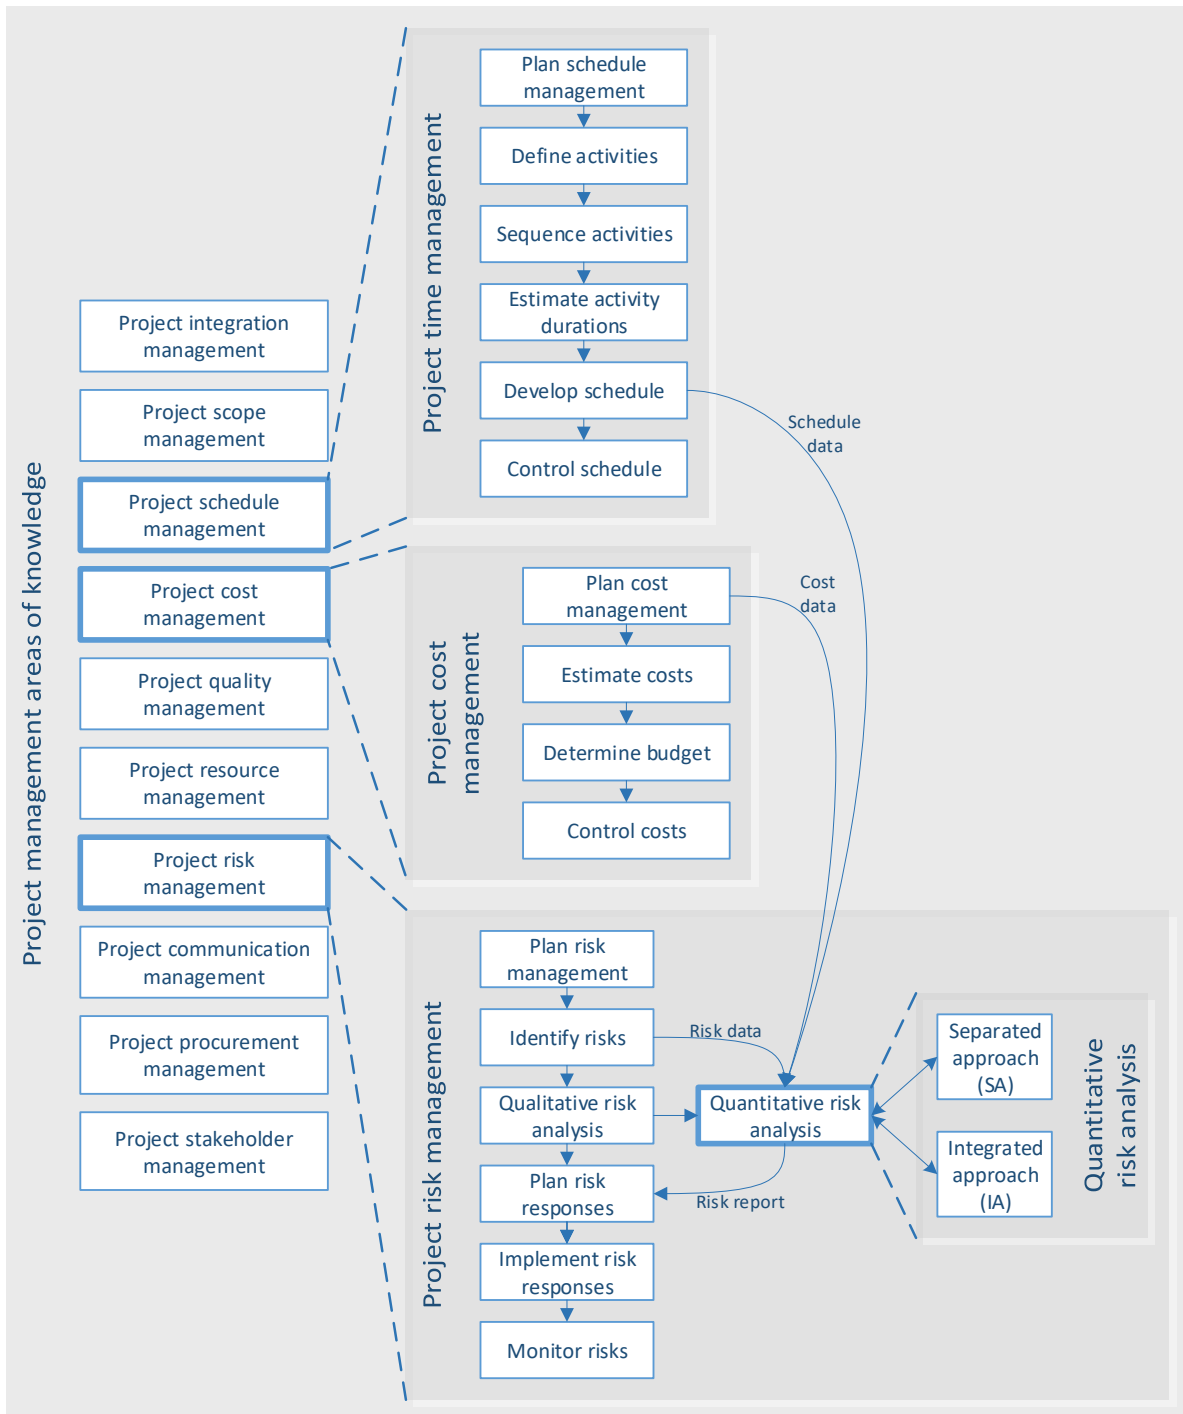 Project management areas of knowledge
Project integration
management
Project scope
management
Project schedule
management
Project cost
management
Project quality
management
Project resource
management
Project risk
management
Project communication
management
Project procurement
management
Project stakeholder
management
Project time management
Plan schedule
management
Define activities
Sequence activities
Estimate activity
durations
Develop schedule
Control schedule
Schedule
data
Project cost
management
Plan cost
management
Estimate costs
Determine budget
Control costs
Cost
data
Project risk management
Plan risk
management
Identify risks
Qualitative risk
analysis
Plan risk
responses
Implement risk
responses
Monitor risks
Risk data
Quantitative risk
analysis
Risk report
Separated
approach
(SA)
Integrated
approach
(IA)
Quantitative
risk analysis